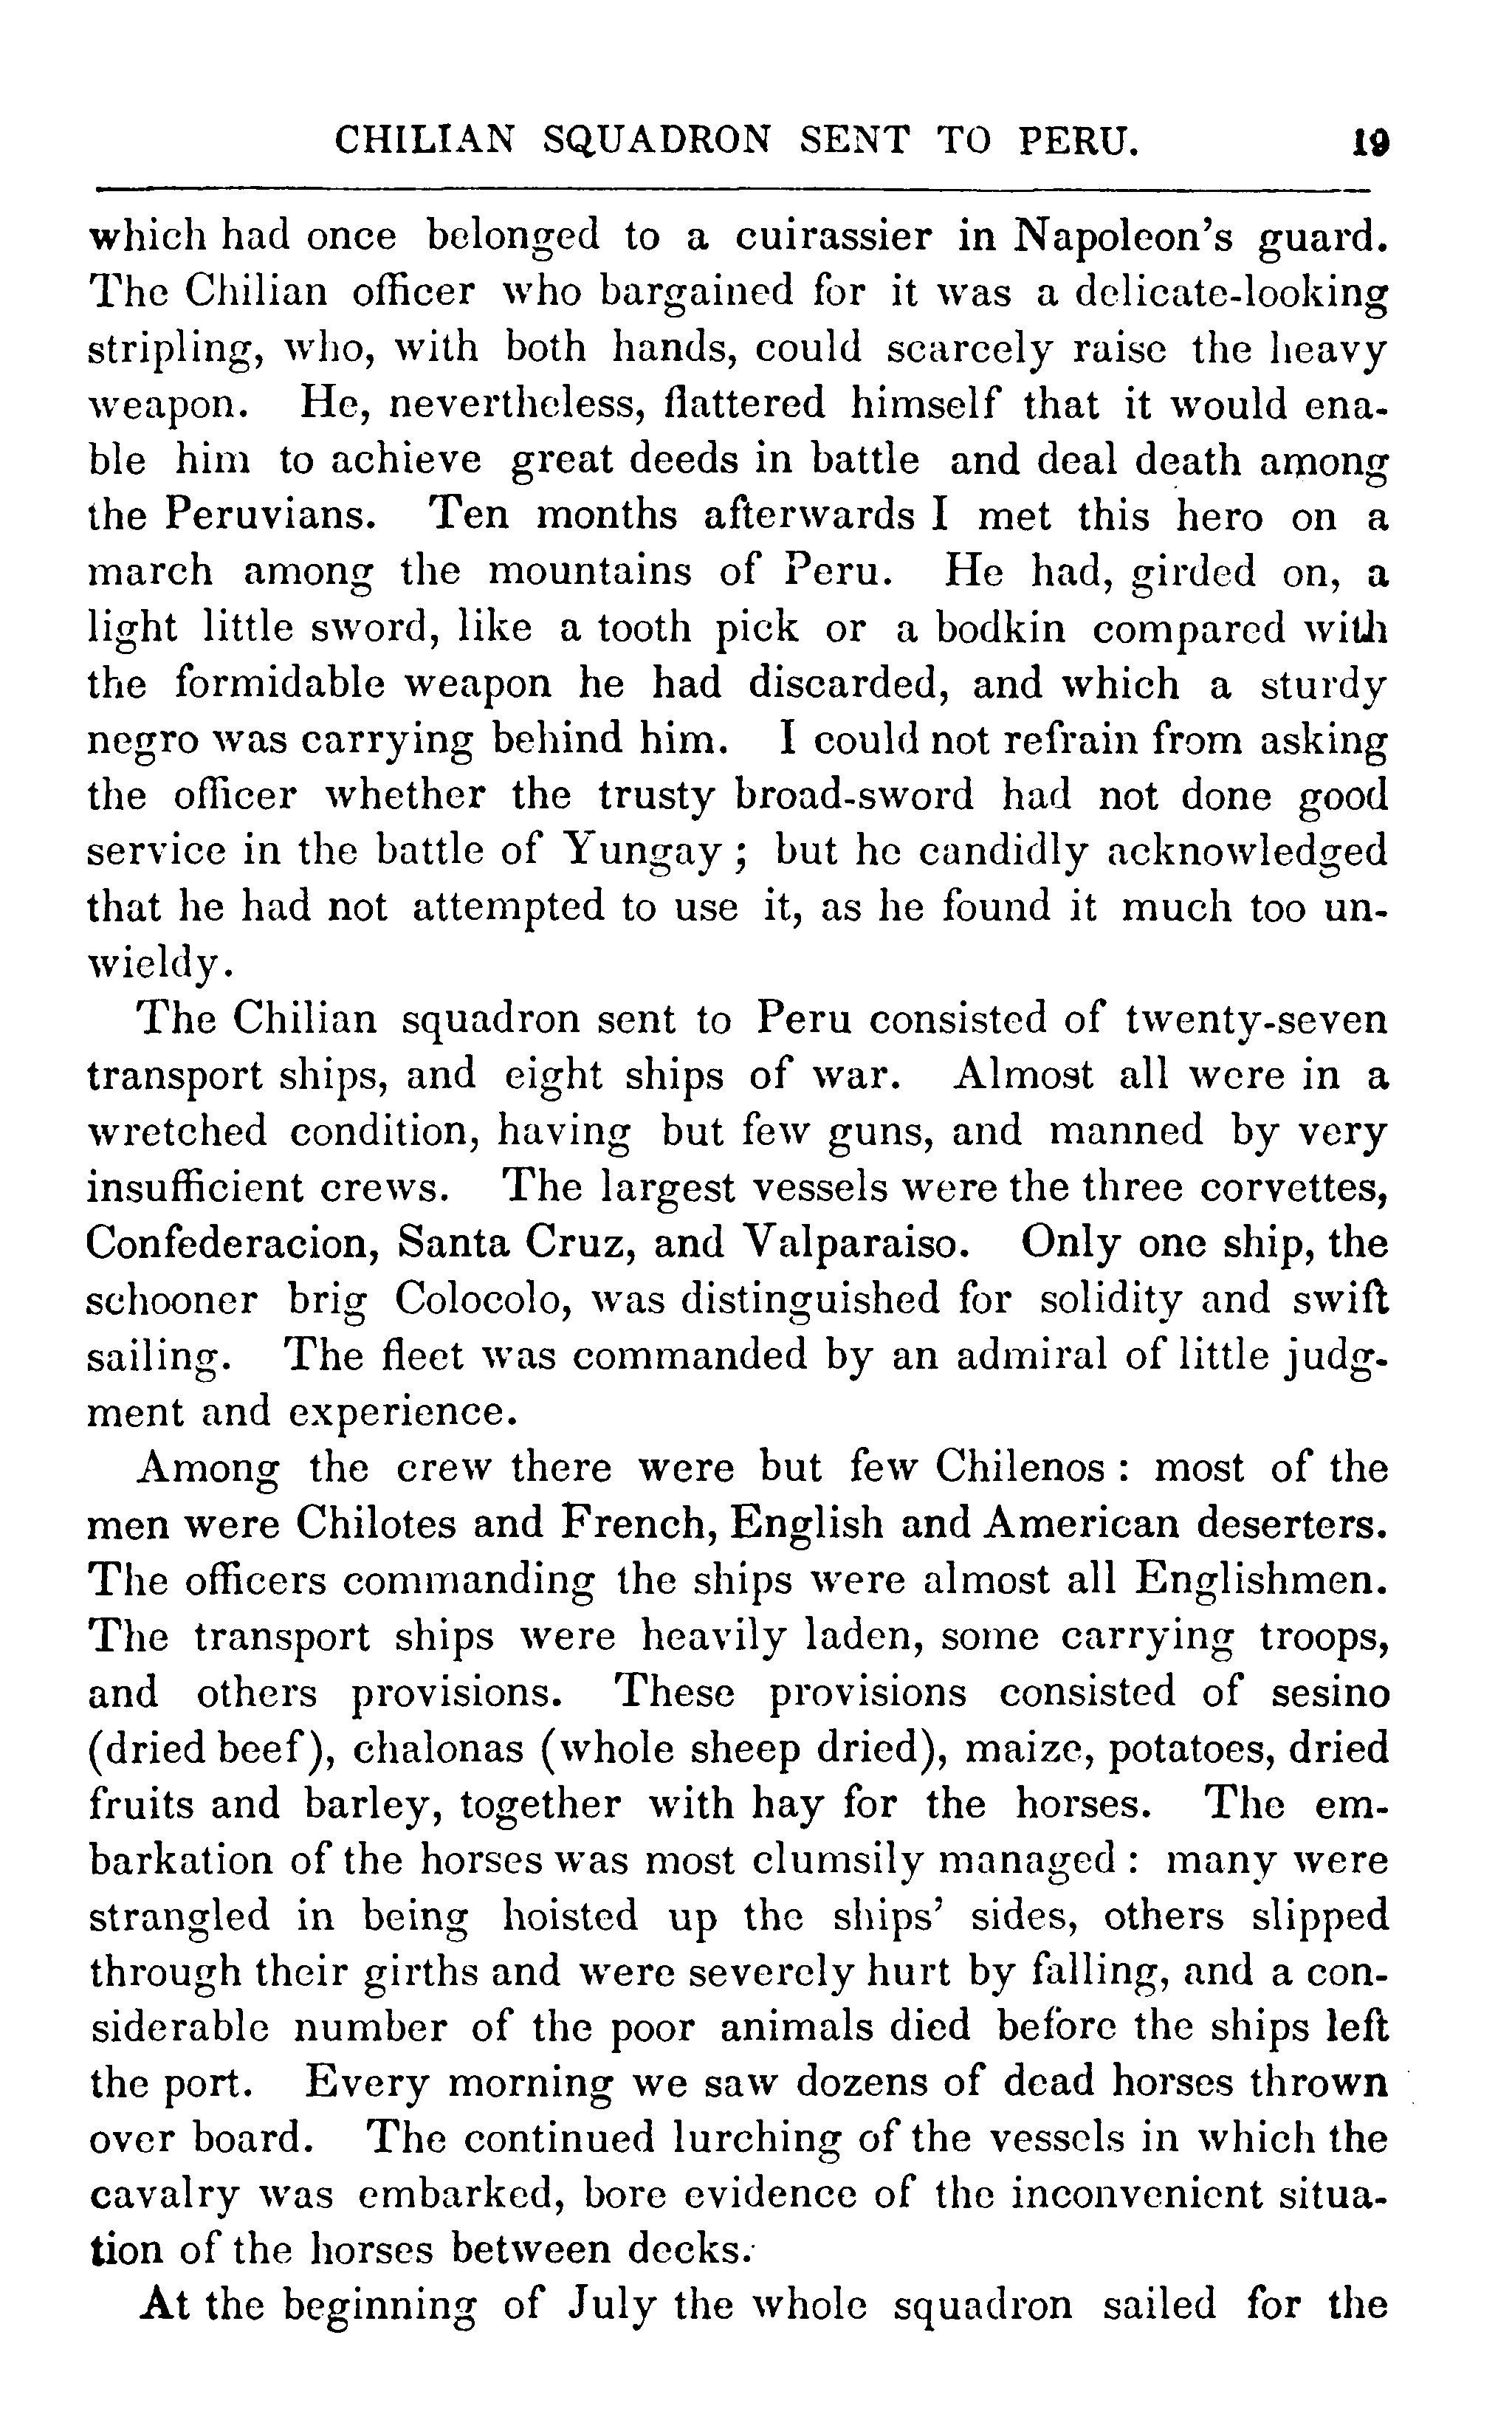 CHILIAN SQUADRON SENT TO PERU. 19
which had once belonged to a cuirassier in Napoleon's guard.
The Chilian officer who bargained for it was a delicate-looking
stripling, who, with both hands, could scarcely raise the heavy
weapon. He, nevertheless, flattered himself that it would ena-
ble him to achieve great deeds in battle and deal death among
the Peruvians. Ten months afterwards I met this hero on a
march among the mountains of Peru. He had, girded on, a
light little sword, like a tooth pick or a bodkin compared with
the formidable weapon he had discarded, and which a sturdy
negro was carrying behind him. I could not refrain from asking
the officer whether the trusty broad-sword had not done good
service in the battle of Yungay; but he candidly acknowledged
that he had not attempted to use it, as he found it much too un-
wieldy.
The Chilian squadron sent to Peru consisted of twenty-seven
transport ships, and eight ships of war. Almost all were in a
wretched condition, having but few guns, and manned by very
insufficient crews. The largest vessels were the three corvettes,
Confederacion, Santa Cruz, and Valparaiso. Only one ship, the
schooner brig Colocolo, was distinguished for solidity and swift
sailing. The fleet was commanded by an admiral of little judg-
ment and experience.
Among the crew there were but few Chilenos: most of the
men were Chilotes and French, English and American deserters.
The officers commanding the ships were almost all Englishmen.
The transport ships were heavily laden, some carrying troops,
and others provisions. These provisions consisted of sesino
(dried beef), chalonas (whole sheep dried), maize, potatoes, dried
fruits and barley, together with hay for the horses. The em-
barkation of the horses was most clumsily managed: many were
strangled in being hoisted up the ships' sides, others slipped
through their girths and were severely hurt by falling, and a con-
siderable number of the poor animals died before the ships left
the port. Every morning we saw dozens of dead horses thrown
over board. The continued lurching of the vessels in which the
cavalry was embarked, bore evidence of the inconvenient situa-
tion of the horses between decks.
At the beginning of July the whole squadron sailed for the